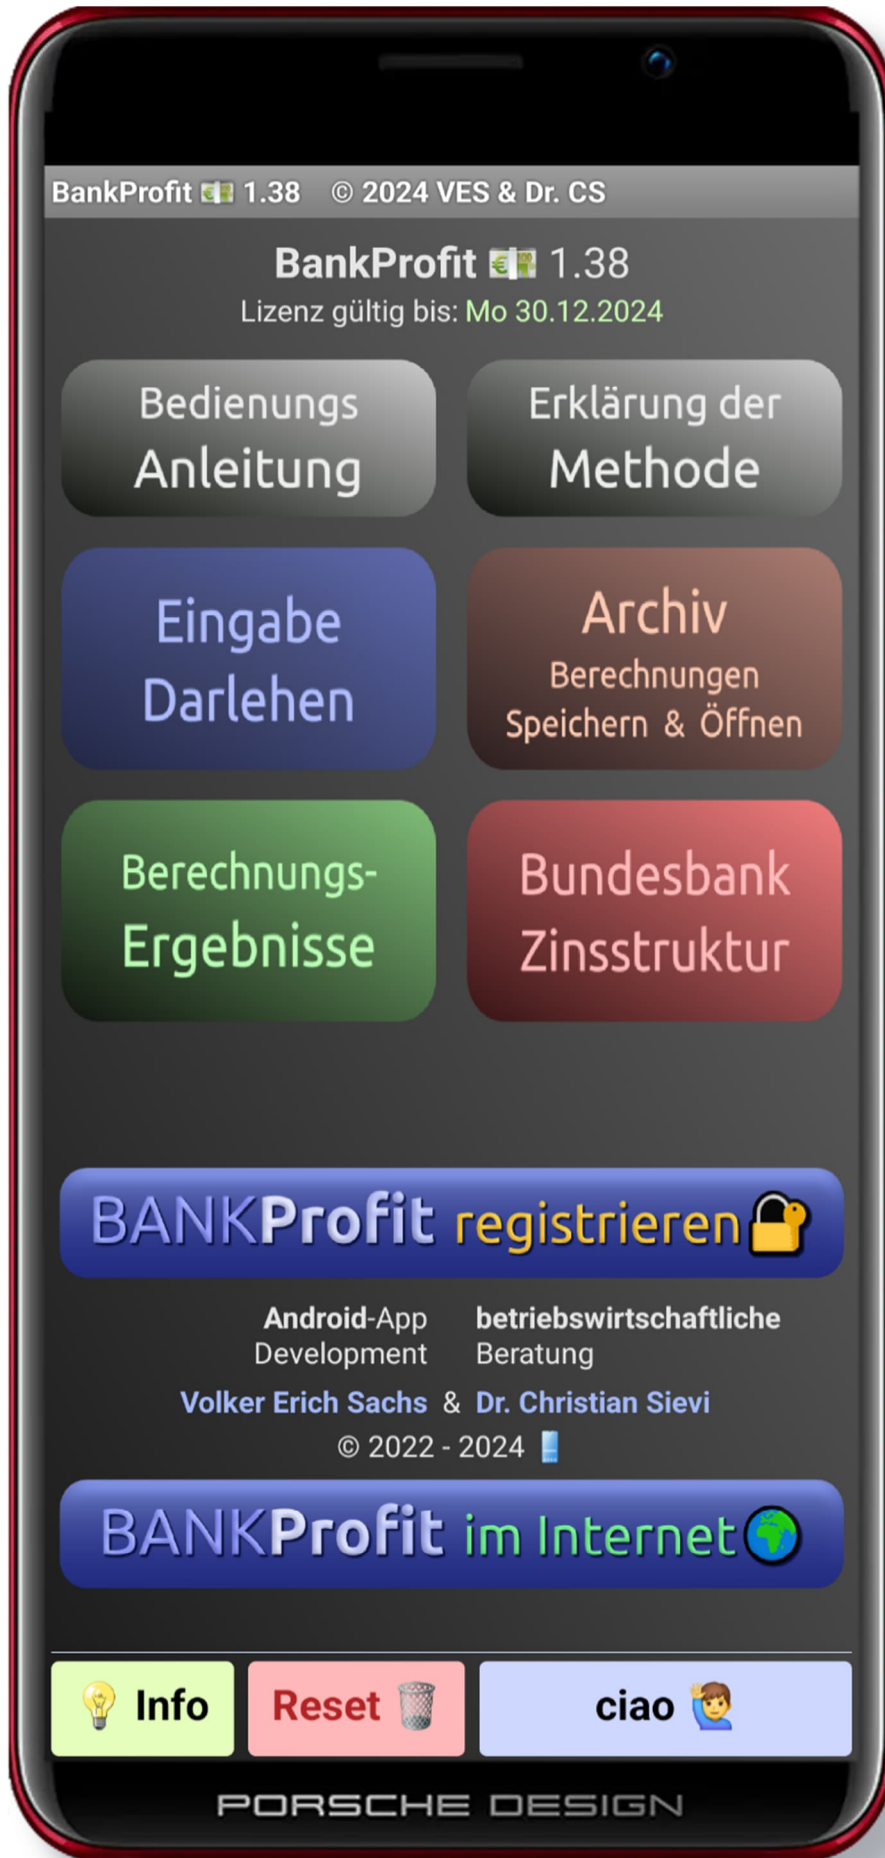 BankProfit 💶 1.38 © 2024 VES & Dr. CS
BankProfit 💶 1.38
Lizenz gültig bis: Mo 30.12.2024
Bedienungs
Anleitung
Erklärung der
Methode
Eingabe
Darlehen
Archiv
Berechnungen
Speichern & Öffnen
Berechnungs-
Ergebnisse
Bundesbank
Zinsstruktur
BANKProfit registrieren
Android-App
Development
betriebswirtschaftliche
Beratung
Volker Erich Sachs & Dr. Christian Sievi
© 2022 - 2024
BANKProfit im Internet
Info
Reset
ciao
PORSCHE DESIGN